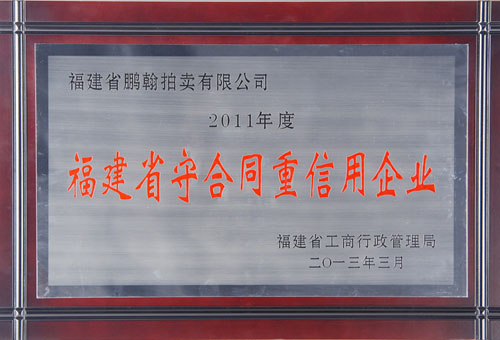 福建省鹏翰拍卖有限公司
2011年度
福建省守合同重信用企业
福建省工商行政管理局
二〇一三年三月